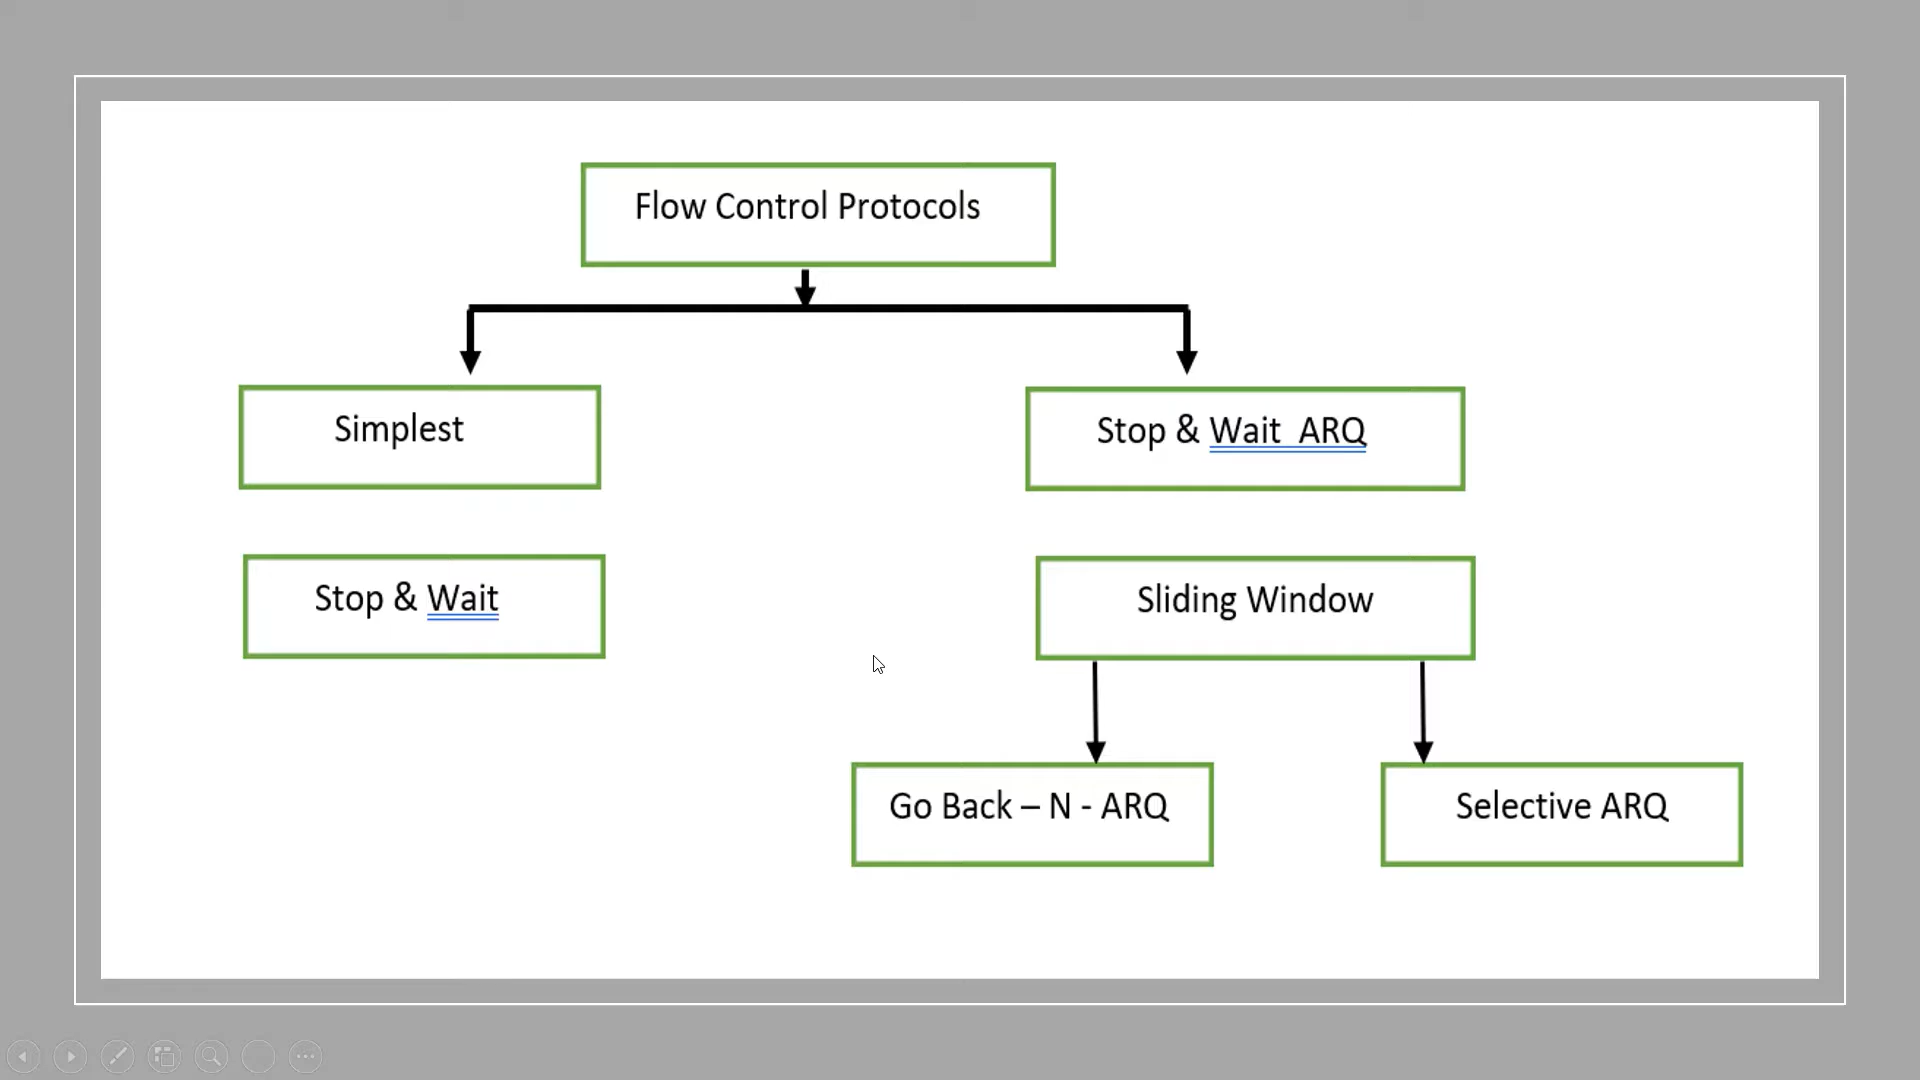 Flow Control Protocols
Simplest
Stop & Wait  ARQ
Stop & Wait
Sliding Window
Go Back – N - ARQ
Selective ARQ